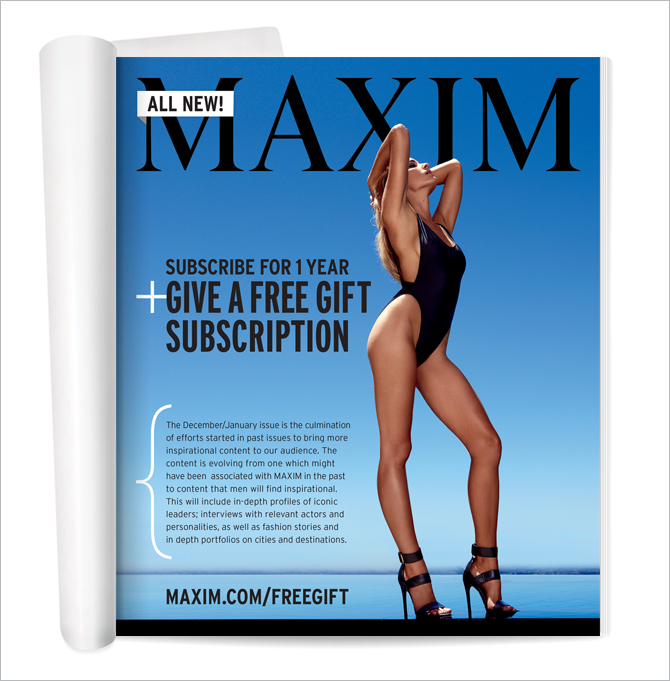 MAXIM
ALL NEW!
SUBSCRIBE FOR 1 YEAR
+GIVE A FREE GIFT
SUBSCRIPTION
The December/January issue is the culmination
of efforts started in past issues to bring more
inspirational content to our audience. The
content is evolving from one which might
have been associated with MAXIM in the past
to content that men will find inspirational.
This will include in-depth profiles of iconic
leaders; interviews with relevant actors and
personalities, as well as fashion stories and
in depth portfolios on cities and destinations.
MAXIM.COM/FREEGIFT